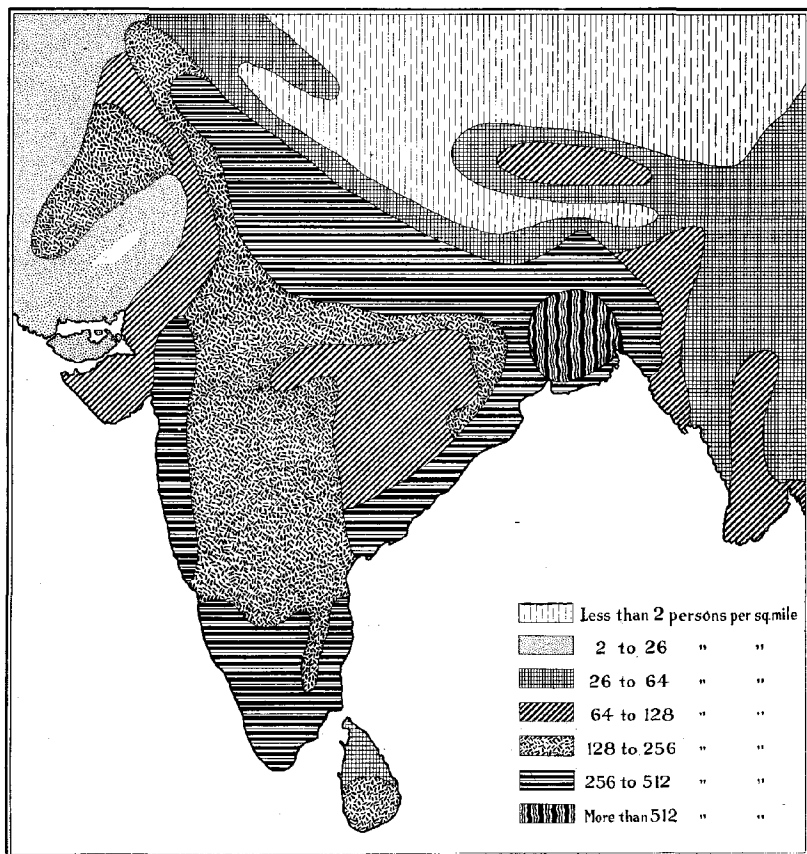 Less than 2 persons per sq.mile
2 to 26 " "
26 to 64 " "
64 to 128 " "
128 to 256 " "
256 to 512 " "
More than 512 " "